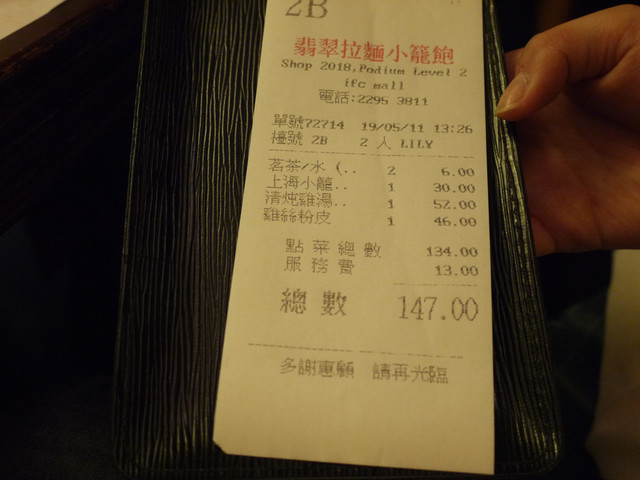 2B
翡翠拉麵小籠飽
Shop 2018,Podium Level 2
ifc mall
電話:2295 3811
單號72714 19/05/11 13:26
檯號 2B 2 人 LILY
茗茶/水 (.. 2 6.00
上海小籠.. 1 30.00
清炖雞湯.. 1 52.00
雞絲粉皮 1 46.00
點菜總數 134.00
服務費 13.00
總數 147.00
多謝惠顧 請再光臨